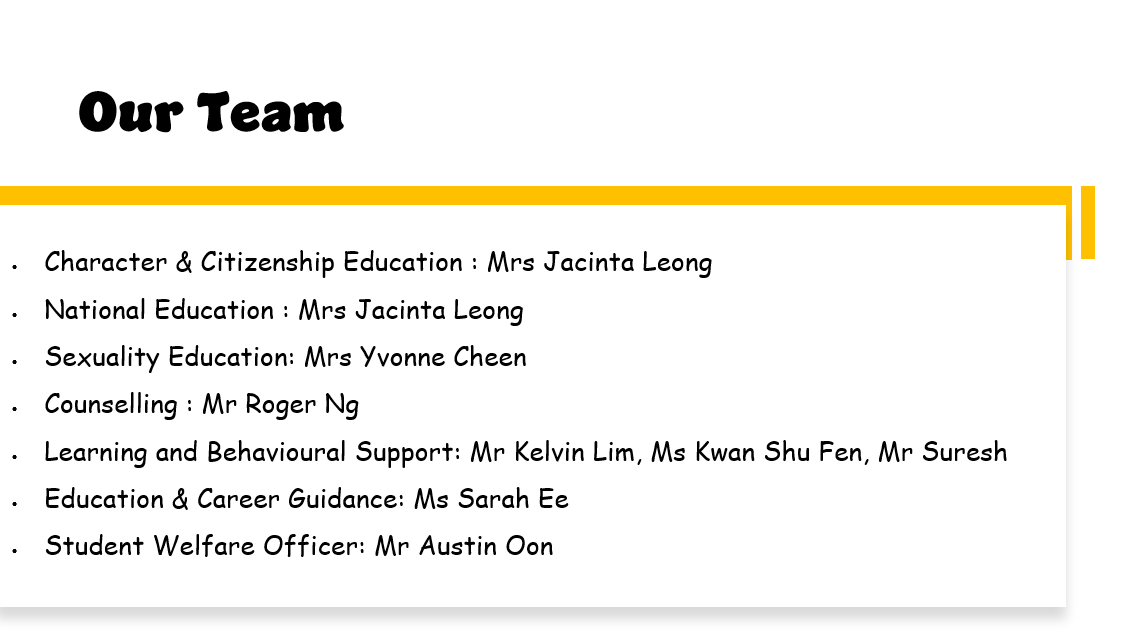 Our Team
• Character & Citizenship Education : Mrs Jacinta Leong
• National Education : Mrs Jacinta Leong
• Sexuality Education: Mrs Yvonne Cheen
• Counselling : Mr Roger Ng
• Learning and Behavioural Support: Mr Kelvin Lim, Ms Kwan Shu Fen, Mr Suresh
• Education & Career Guidance: Ms Sarah Ee
• Student Welfare Officer: Mr Austin Oon